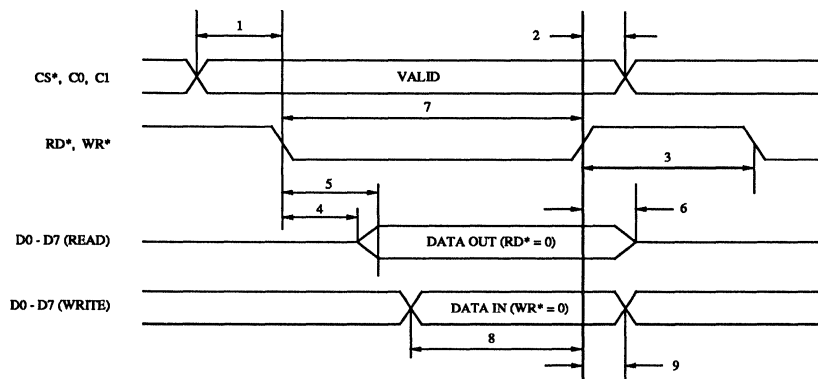 1
2
CS*, C0, C1
VALID
7
RD*, WR*
3
5
4
6
D0 - D7 (READ)
DATA OUT (RD* = 0)
D0 - D7 (WRITE)
DATA IN (WR* = 0)
8
9